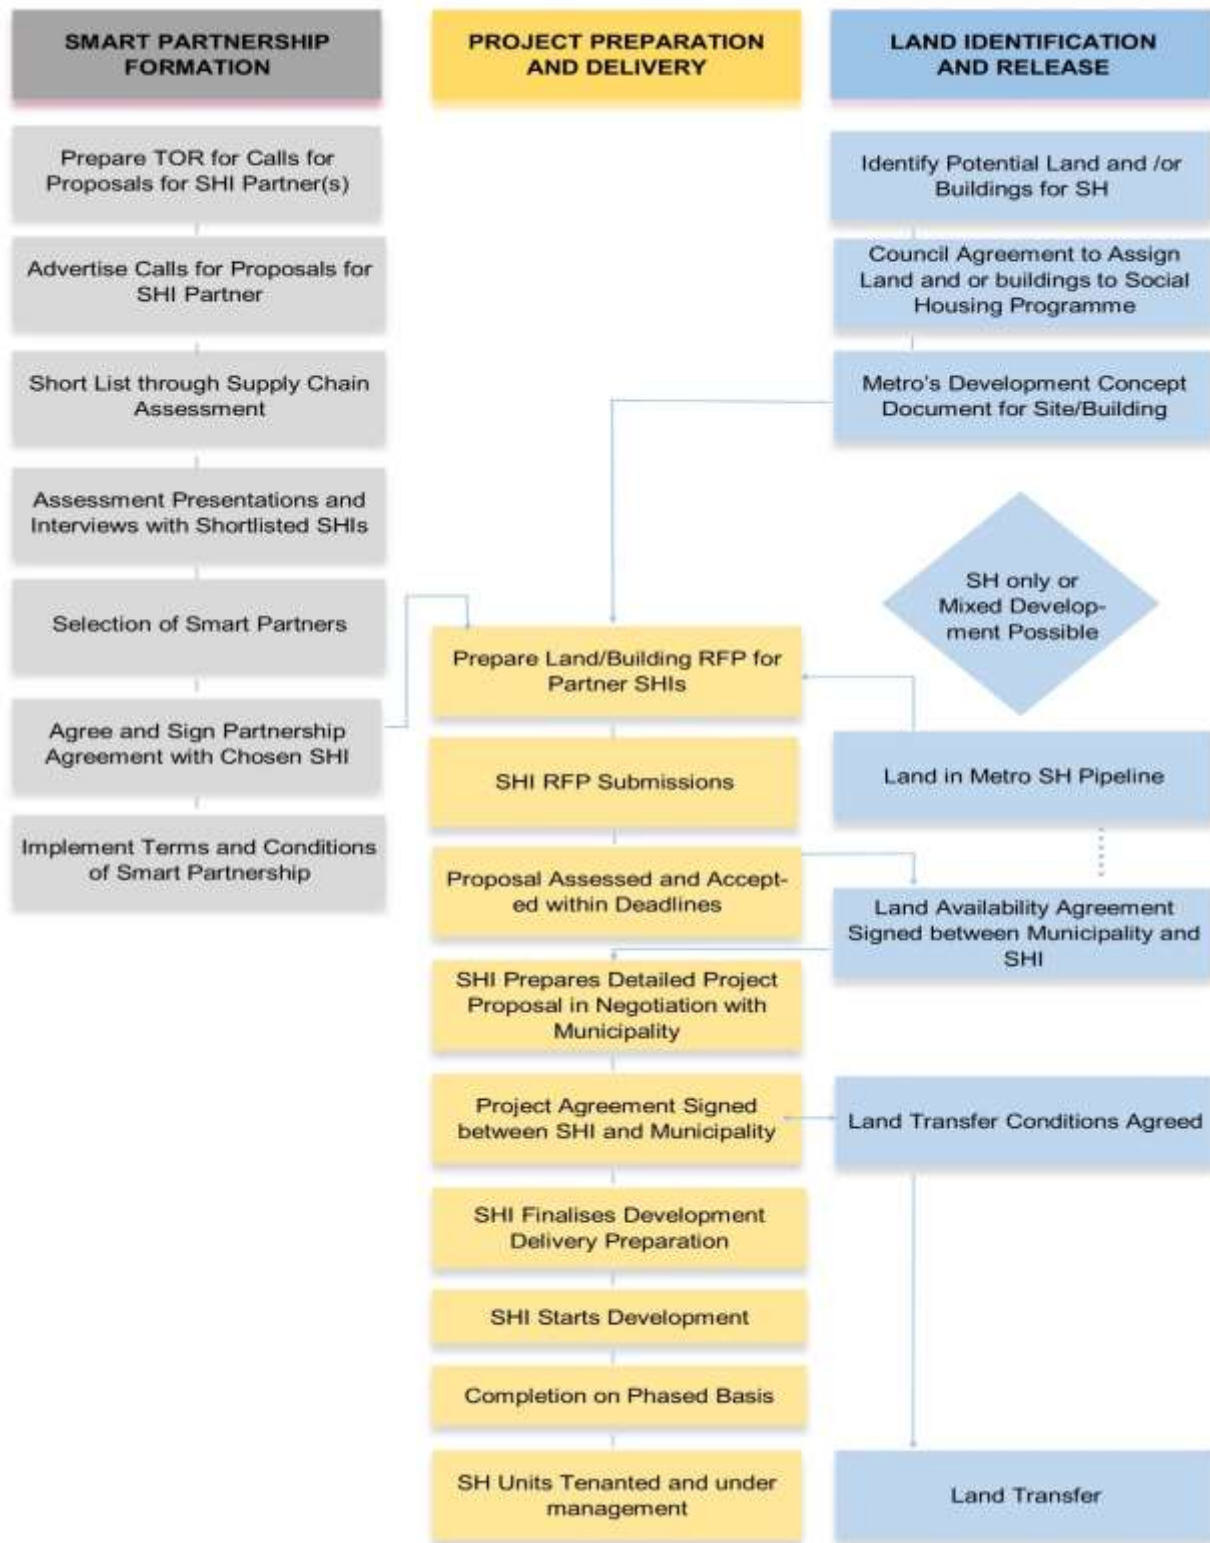 SMART PARTNERSHIP
FORMATION
Prepare TOR for Calls for
Proposals for SHI Partner(s)
Advertise Calls for Proposals for
SHI Partner
Short List through Supply Chain
Assessment
Assessment Presentations and
Interviews with Shortlisted SHIs
Selection of Smart Partners
Agree and Sign Partnership
Agreement with Chosen SHI
Implement Terms and Conditions
of Smart Partnership
PROJECT PREPARATION
AND DELIVERY
Prepare Land/Building RFP for
Partner SHIs
SHI RFP Submissions
Proposal Assessed and Accept-
ed within Deadlines
SHI Prepares Detailed Project
Proposal in Negotiation with
Municipality
Project Agreement Signed
between SHI and Municipality
SHI Finalises Development
Delivery Preparation
SHI Starts Development
Completion on Phased Basis
SH Units Tenanted and under
management
LAND IDENTIFICATION
AND RELEASE
Identify Potential Land and /or
Buildings for SH
Council Agreement to Assign
Land and or buildings to Social
Housing Programme
Metro's Development Concept
Document for Site/Building
SH only or
Mixed Develop-
ment Possible
Land in Metro SH Pipeline
Land Availability Agreement
Signed between Municipality and
SHI
Land Transfer Conditions Agreed
Land Transfer